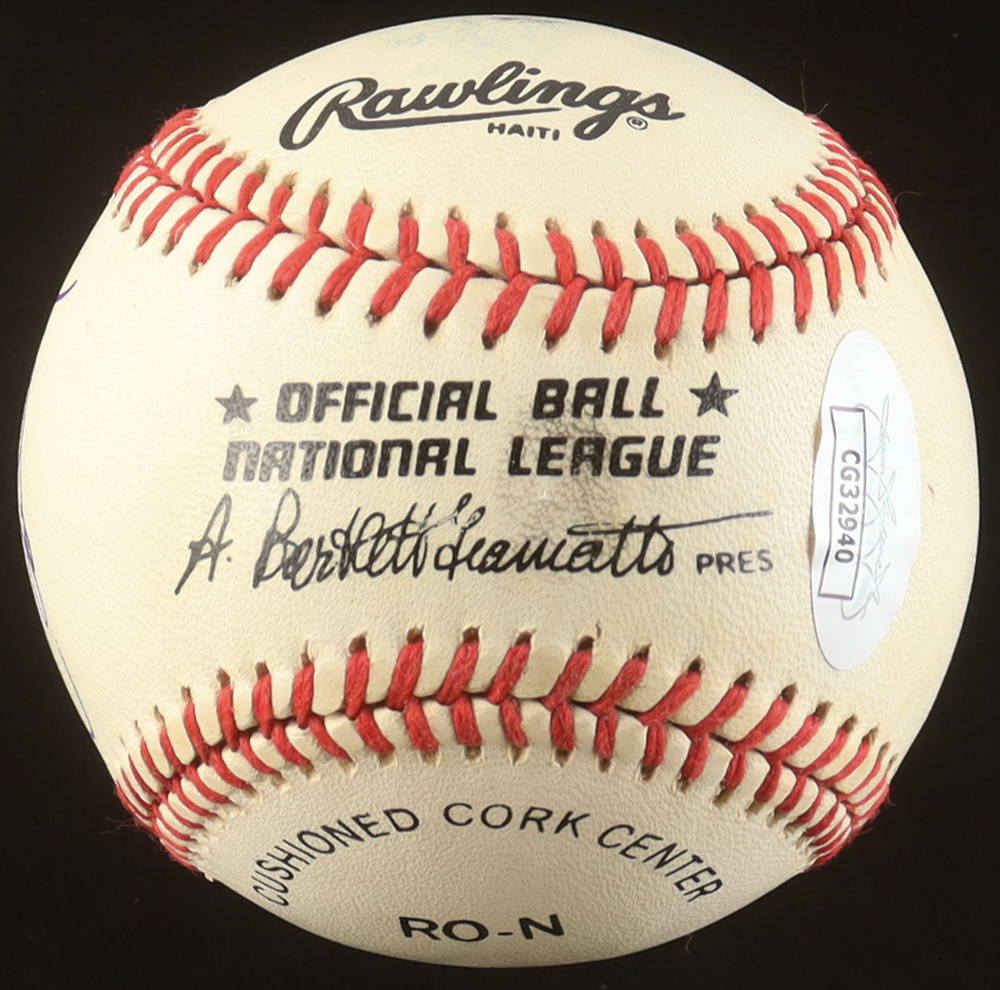 Rawlings®
HAITI
★ OFFICIAL BALL ★
NATIONAL LEAGUE
A. Bartlett Giamatti PRES
CG32940
CUSHIONED CORK CENTER
RO-N